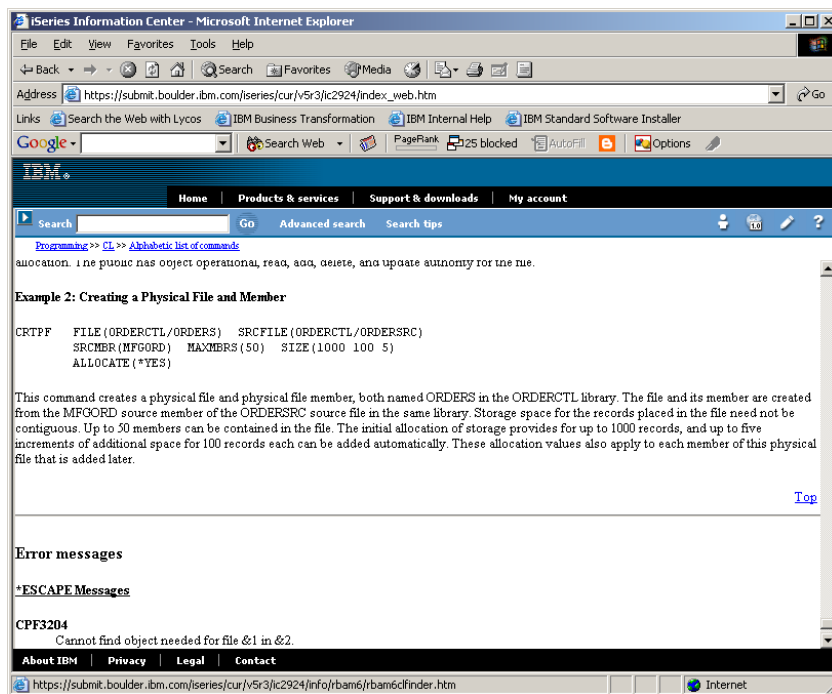 iSeries Information Center - Microsoft Internet Explorer
File Edit View Favorites Tools Help
Back Search Favorites Media
Address https://submit.boulder.ibm.com/iseries/cur/v5r3/ic2924/index_web.htm Go
Links Search the Web with Lycos IBM Business Transformation IBM Internal Help IBM Standard Software Installer
Google Search Web PageRank 25 blocked AutoFill Options
IBM
Home Products & services Support & downloads My account
Search Go Advanced search Search tips 1.0 ?
Programming >> CL >> Alphabetic list of commands
allocation. The public has object operational, read, add, delete, and update authority for the file.
Example 2: Creating a Physical File and Member
CRTPF FILE(ORDERCTL/ORDERS) SRCFILE(ORDERCTL/ORDERSRC)
SRCMBR(MFGORD) MAXMBRS(50) SIZE(1000 100 5)
ALLOCATE(*YES)
This command creates a physical file and physical file member, both named ORDERS in the ORDERCTL library. The file and its member are created
from the MFGORD source member of the ORDERSRC source file in the same library. Storage space for the records placed in the file need not be
contiguous. Up to 50 members can be contained in the file. The initial allocation of storage provides for up to 1000 records, and up to five
increments of additional space for 100 records each can be added automatically. These allocation values also apply to each member of this physical
file that is added later.
Top
Error messages
*ESCAPE Messages
CPF3204
Cannot find object needed for file &1 in &2.
About IBM Privacy Legal Contact
https://submit.boulder.ibm.com/iseries/cur/v5r3/ic2924/info/rbam6/rbam6clfinder.htm Internet